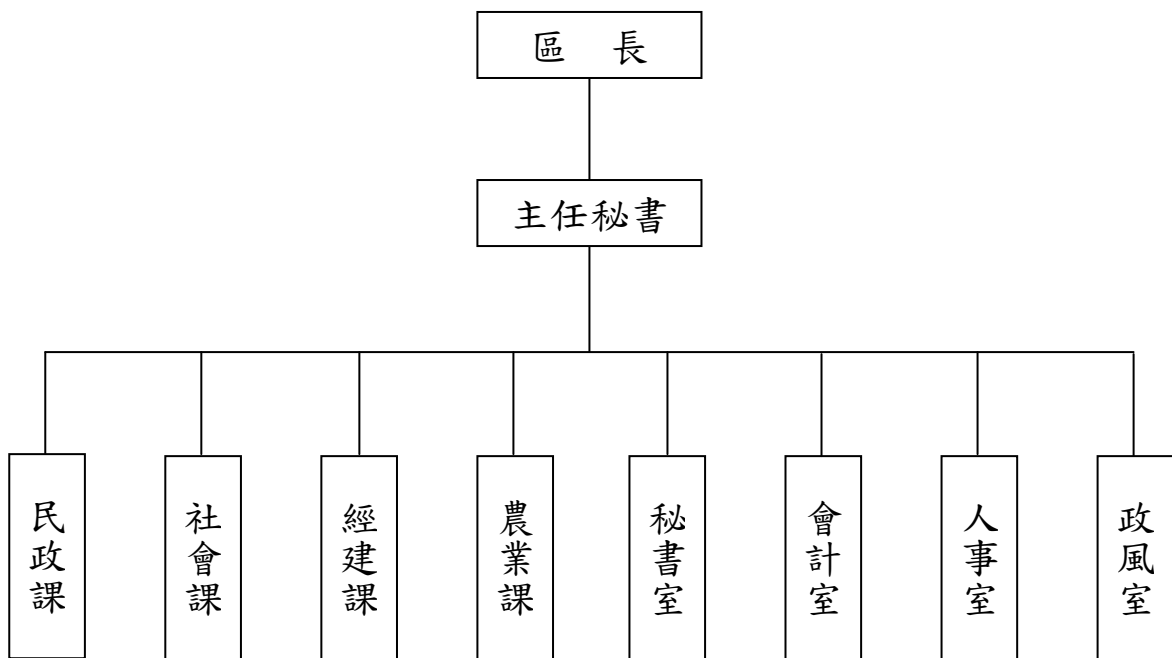 區 長
主任秘書
民政課
社會課
經建課
農業課
秘書室
會計室
人事室
政風室